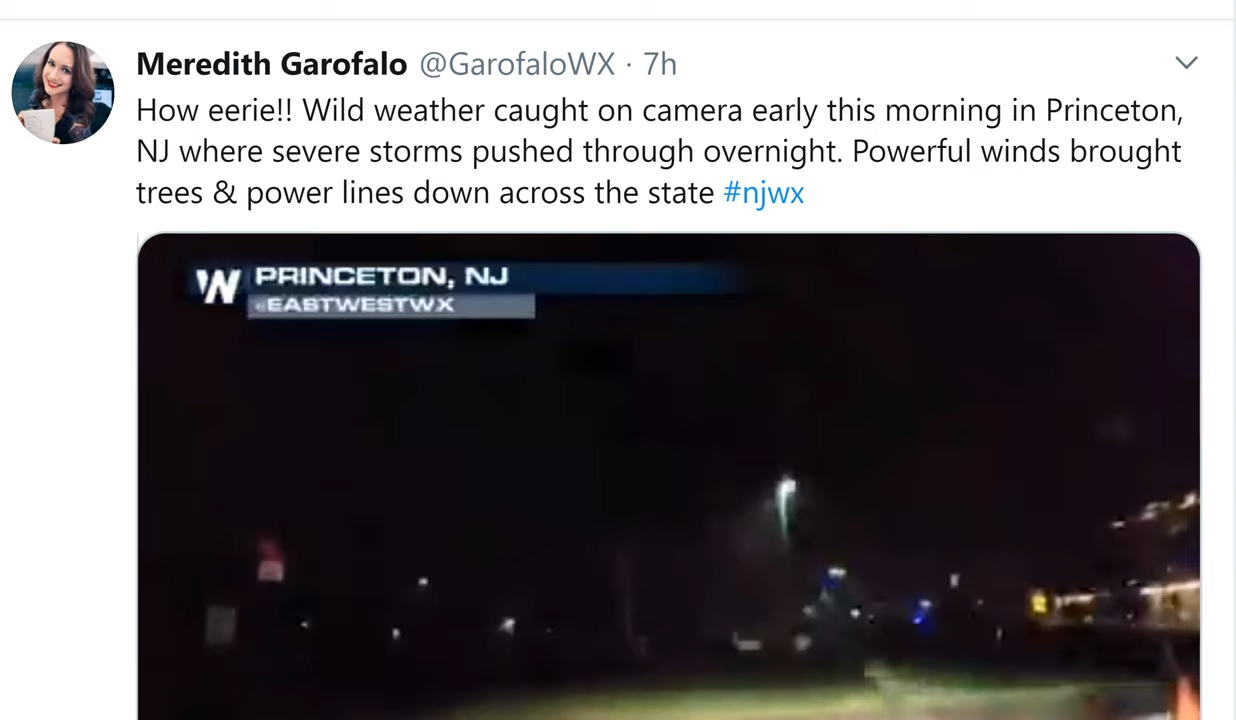 Meredith Garofalo @GarofaloWX · 7h
How eerie!! Wild weather caught on camera early this morning in Princeton,
NJ where severe storms pushed through overnight. Powerful winds brought
trees & power lines down across the state #njwx
W PRINCETON, NJ
@EASTWESTWX